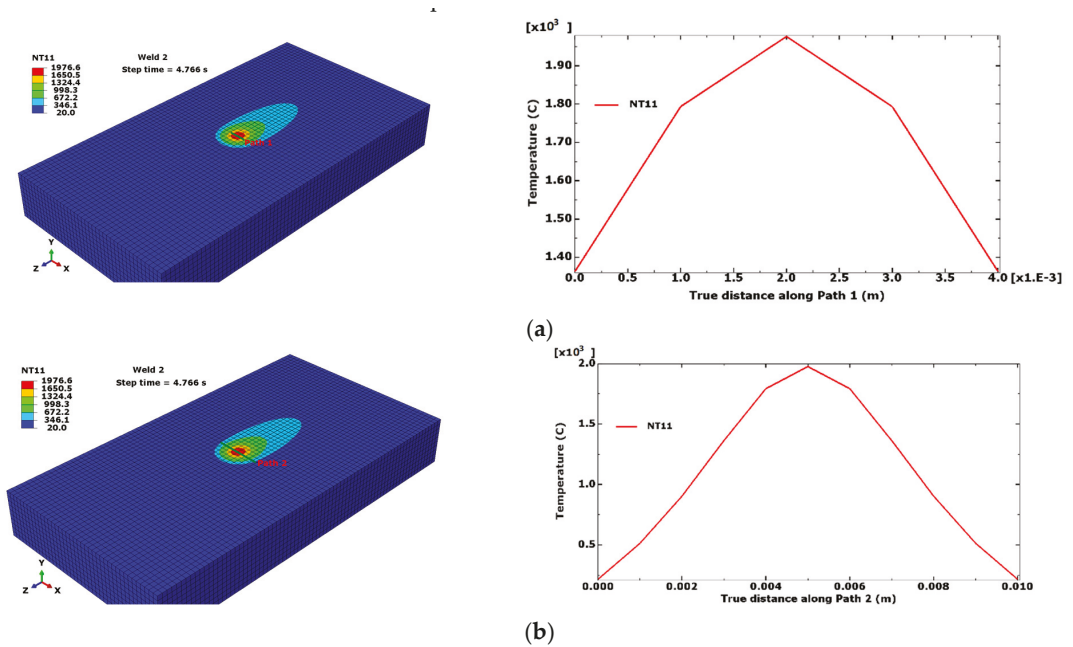 NT11
1976.6
1650.5
1324.4
998.3
672.2
346.1
20.0
Weld 2
Step time = 4.766 s
Path 1
Y
Z X
[x10³ ]
1.90
1.80
1.70
1.60
1.50
1.40
Temperature (C)
NT11
0.0 0.5 1.0 1.5 2.0 2.5 3.0 3.5 4.0 [x1.E-3]
True distance along Path 1 (m)
(a)
NT11
1976.6
1650.5
1324.4
998.3
672.2
346.1
20.0
Weld 2
Step time = 4.766 s
Y
Z X
[x10³ ]
2.0
1.5
1.0
0.5
Temperature (C)
NT11
0.000 0.002 0.004 0.006 0.008 0.010
True distance along Path 2 (m)
(b)